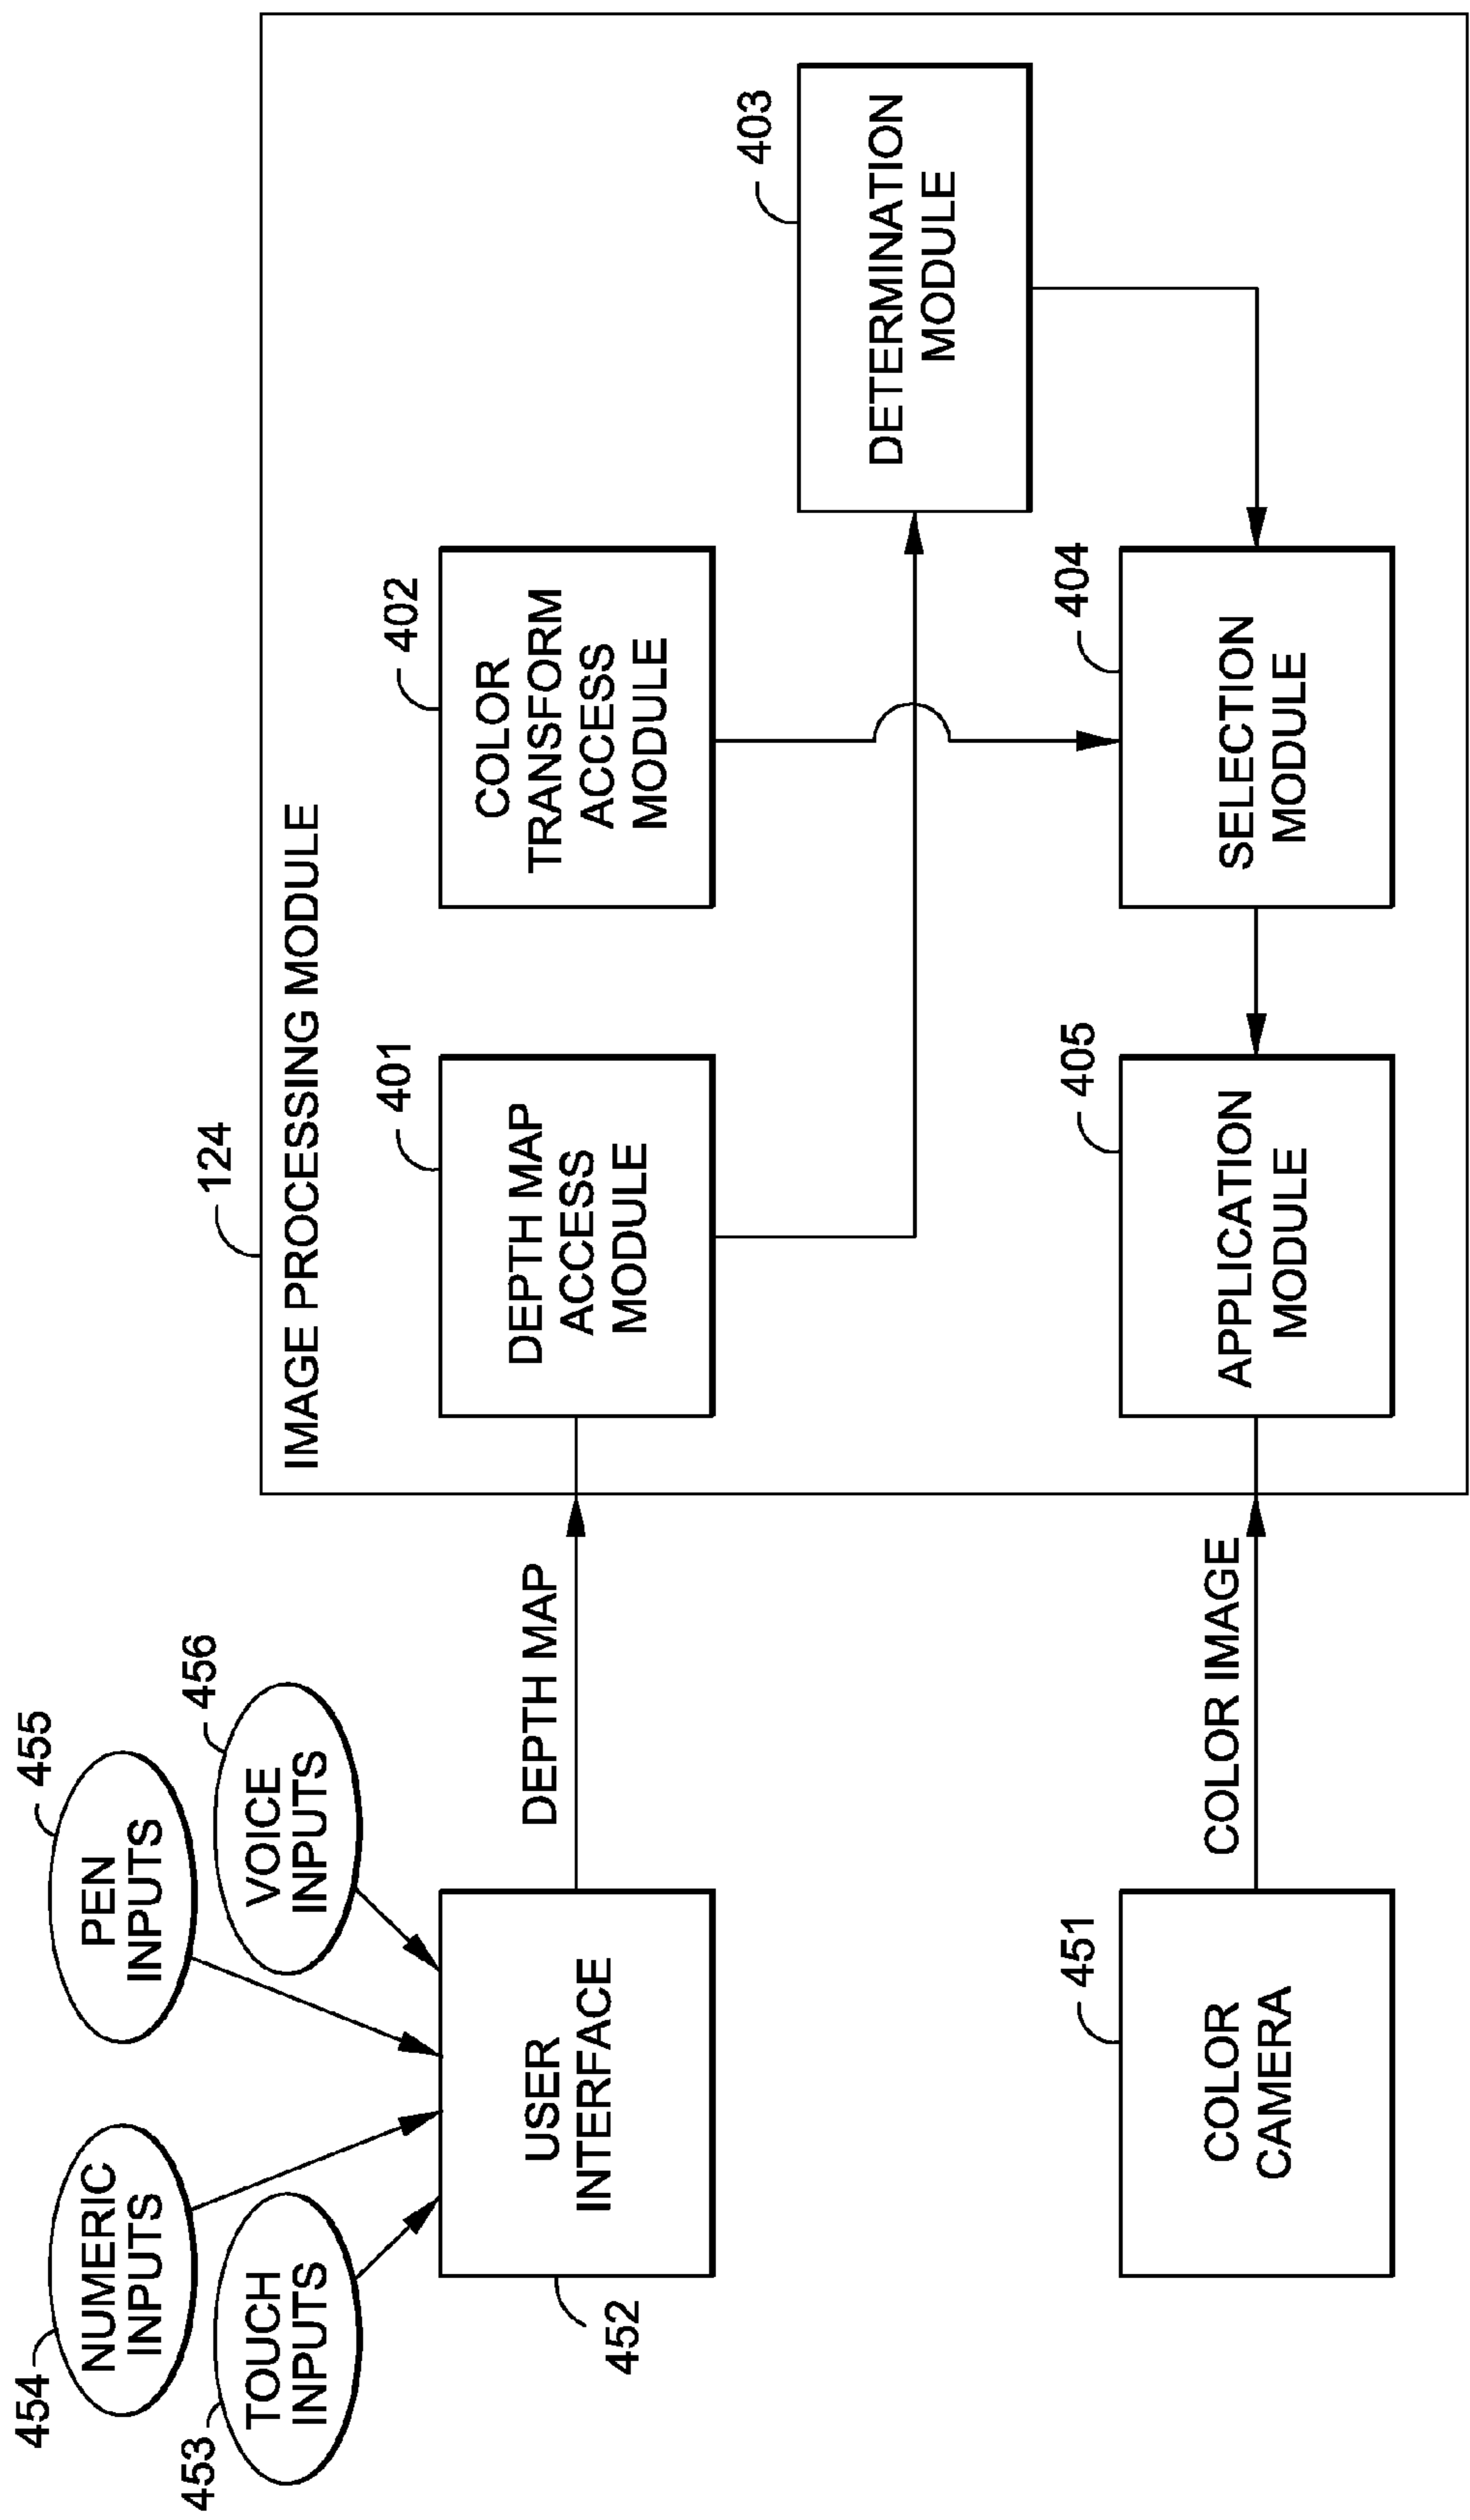 454
NUMERIC
INPUTS
455
PEN
INPUTS
453
TOUCH
INPUTS
456
VOICE
INPUTS
124
IMAGE PROCESSING MODULE
452
USER
INTERFACE
DEPTH MAP
401
DEPTH MAP
ACCESS
MODULE
402
COLOR
TRANSFORM
ACCESS
MODULE
403
DETERMINATION
MODULE
451
COLOR
CAMERA
COLOR IMAGE
405
APPLICATION
MODULE
404
SELECTION
MODULE